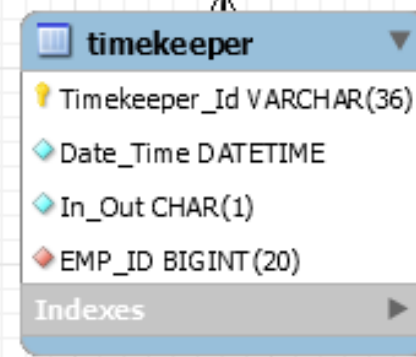 timekeeper
Timekeeper_Id VARCHAR(36)
Date_Time DATETIME
In_Out CHAR(1)
EMP_ID BIGINT(20)
Indexes